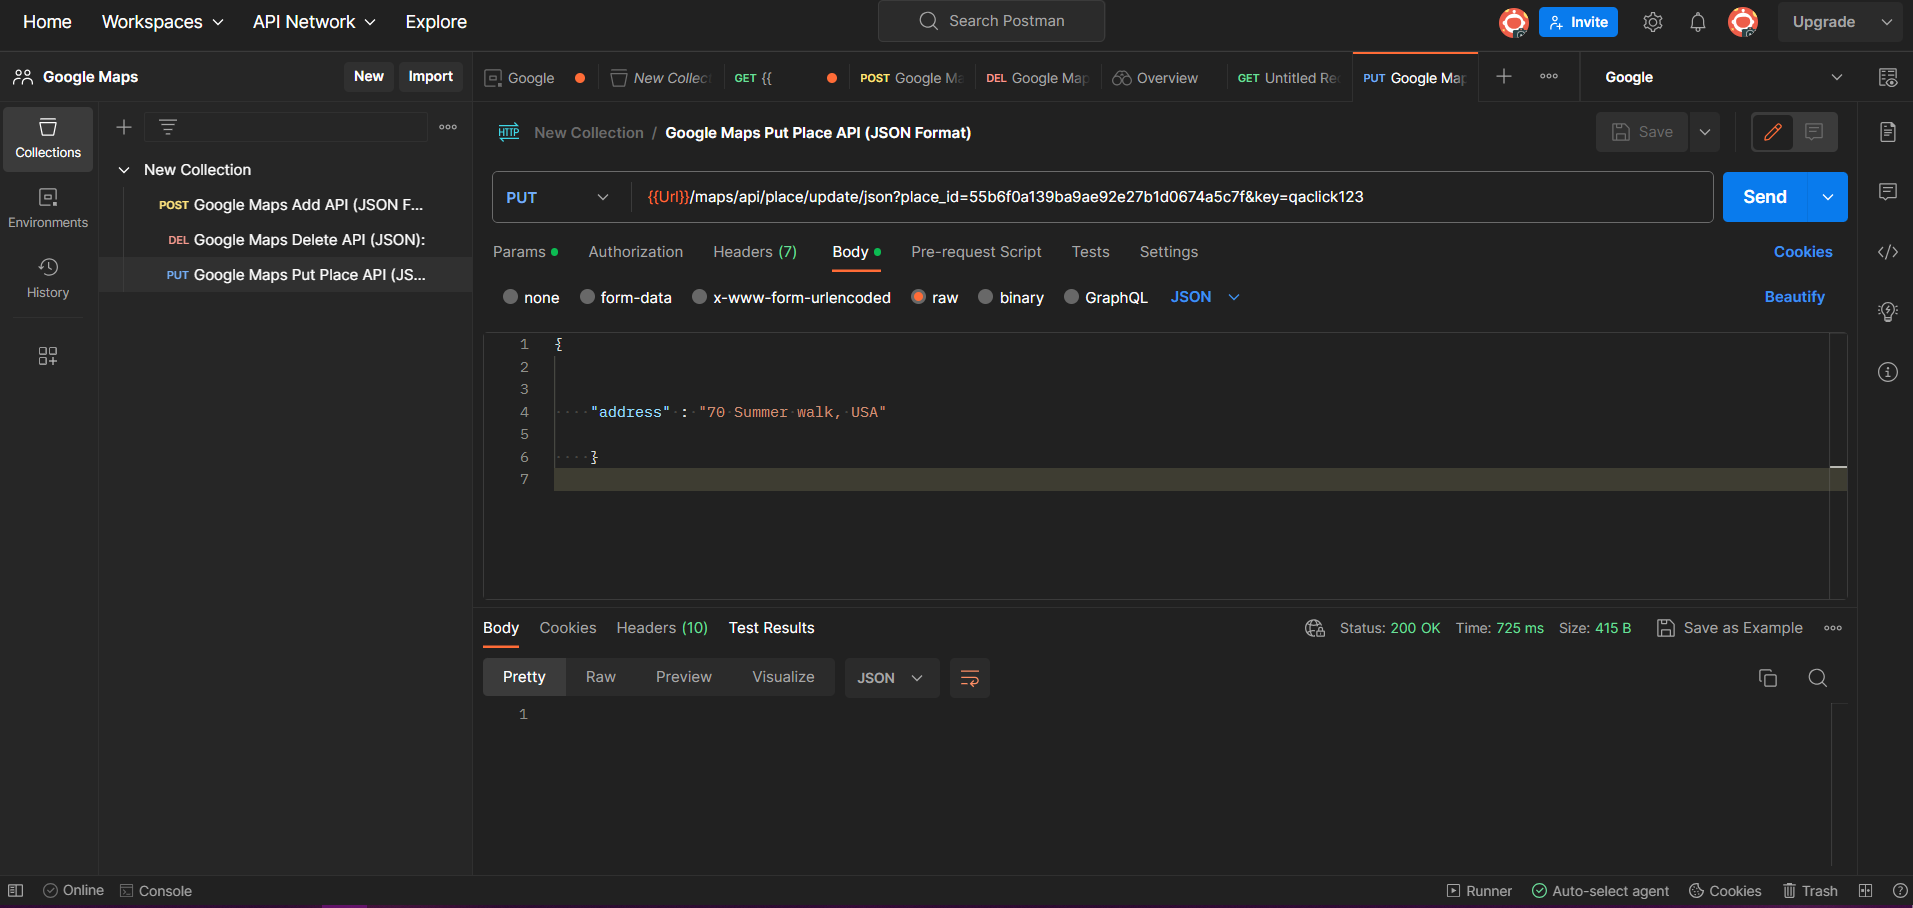 Home Workspaces API Network Explore Search Postman Invite Upgrade
Google Maps New Import Google New Collec GET {{ POST Google Ma DEL Google Map Overview GET Untitled Re PUT Google Map Google
Collections
Environments
History
New Collection
POST Google Maps Add API (JSON F...
DEL Google Maps Delete API (JSON):
PUT Google Maps Put Place API (JS...
HTTP New Collection / Google Maps Put Place API (JSON Format) Save
PUT {{Url}}/maps/api/place/update/json?place_id=55b6f0a139ba9ae92e27b1d0674a5c7f&key=qaclick123 Send
Params Authorization Headers (7) Body Pre-request Script Tests Settings Cookies
none form-data x-www-form-urlencoded raw binary GraphQL JSON Beautify
1 {
2
3
4 "address" : "70 Summer walk, USA"
5
6 }
7
Body Cookies Headers (10) Test Results Status: 200 OK Time: 725 ms Size: 415 B Save as Example
Pretty Raw Preview Visualize JSON
1
Online Console Runner Auto-select agent Cookies Trash